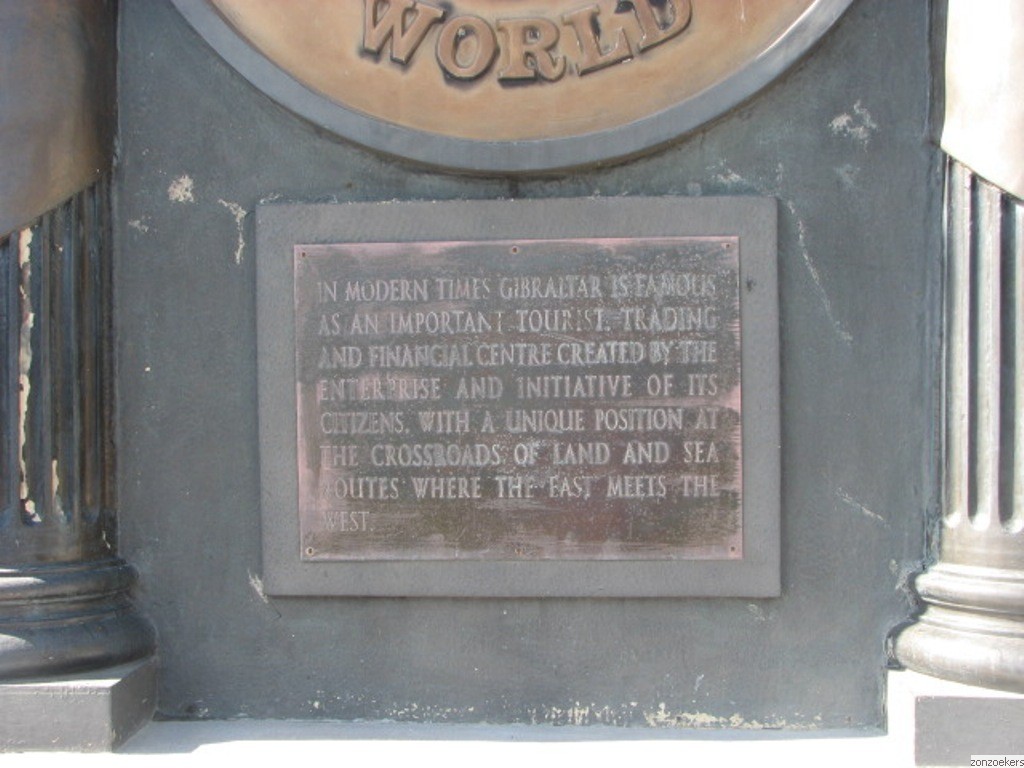 WORLD
IN MODERN TIMES GIBRALTAR IS FAMOUS
AS AN IMPORTANT TOURIST, TRADING
AND FINANCIAL CENTRE CREATED BY THE
ENTERPRISE AND INITIATIVE OF ITS
CITIZENS, WITH A UNIQUE POSITION AT
THE CROSSROADS OF LAND AND SEA
ROUTES WHERE THE EAST MEETS THE
WEST.
zonzoekers